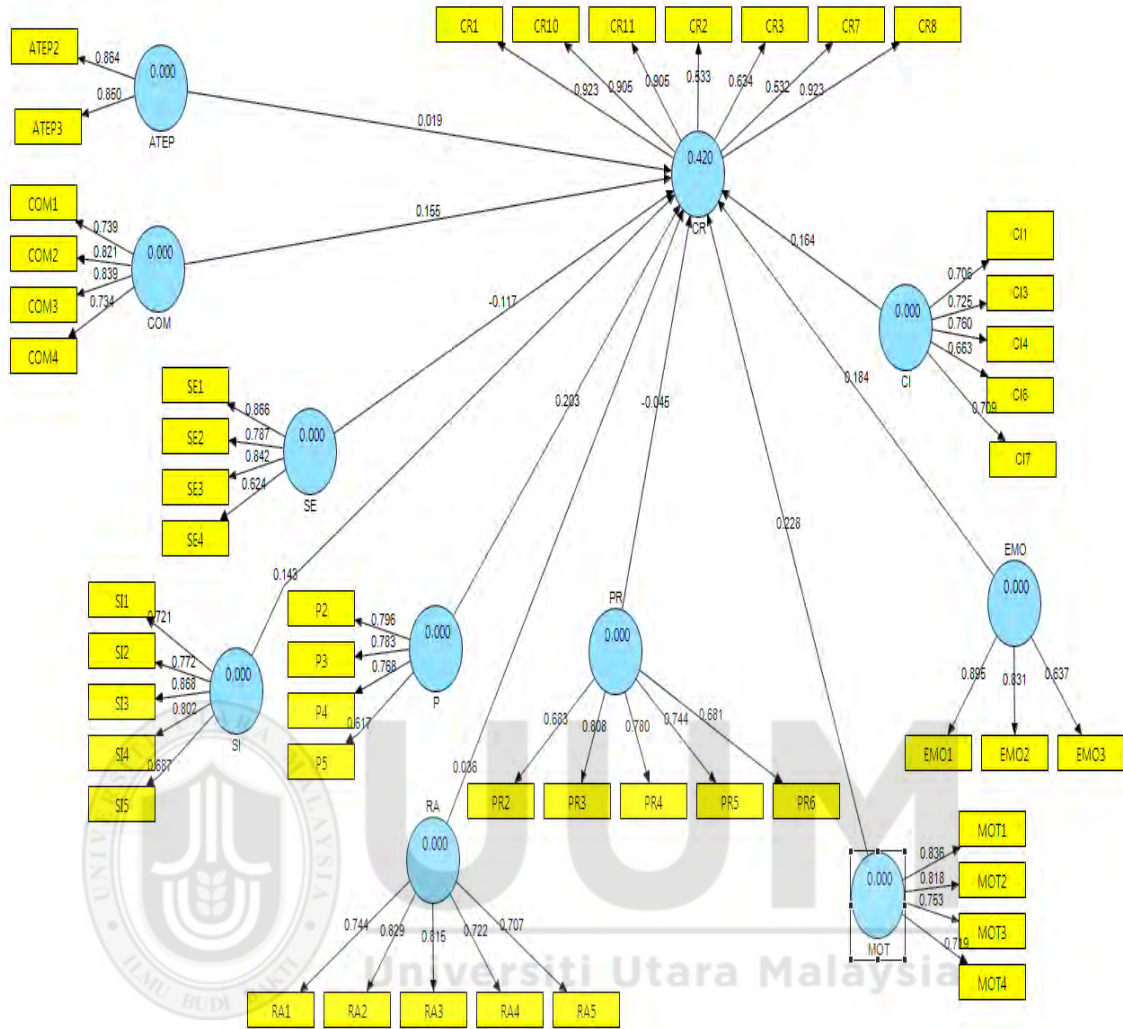 CR1 CR10 CR11 CR2 CR3 CR7 CR8
0.923 0.905 0.905 0.533 0.634 0.532 0.923
ATEP2
ATEP3
0.864
0.860
0.000
ATEP
0.019
0.420
CR
COM1
COM2
COM3
COM4
0.739
0.821
0.839
0.734
0.000
COM
0.155
-0.117
0.164
CI1
CI3
CI4
CI6
CI7
0.706
0.725
0.760
0.663
0.709
0.000
CI
SE1
SE2
SE3
SE4
0.866
0.787
0.842
0.624
0.000
SE
0.203
-0.045
0.184
0.228
0.143
SI1
SI2
SI3
SI4
SI5
0.721
0.772
0.868
0.802
0.687
0.000
SI
P2
P3
P4
P5
0.796
0.783
0.768
0.617
0.000
P
PR
0.000
0.683 0.808 0.780 0.744 0.681
PR2 PR3 PR4 PR5 PR6
EMO
0.000
0.895 0.831 0.637
EMO1 EMO2 EMO3
0.036
RA
0.000
0.744 0.829 0.815 0.722 0.707
RA1 RA2 RA3 RA4 RA5
MOT1
MOT2
MOT3
MOT4
0.836
0.818
0.753
0.719
0.000
MOT
UUM
Universiti Utara Malaysia
UNIVERSITI UTARA MALAYSIA
ILMU BUDI BAKTI